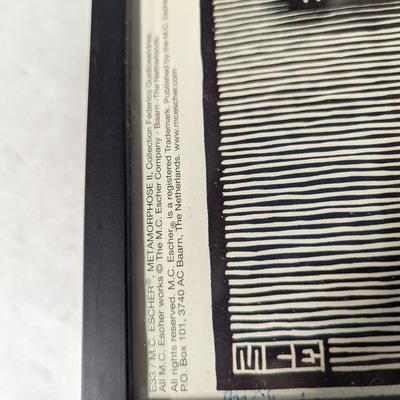 E33 / M.C. ESCHER®, METAMORPHOSE II, Collection Federico Giudiceandrea,
All M.C. Escher works © The M.C. Escher Company - Baarn -The Netherlands.
All rights reserved. M.C. Escher® is a registered Trademark. Published by the M.C. Escher
P.O. Box 101, 3740 AC Baarn, The Netherlands. www.mcescher.com
MCE